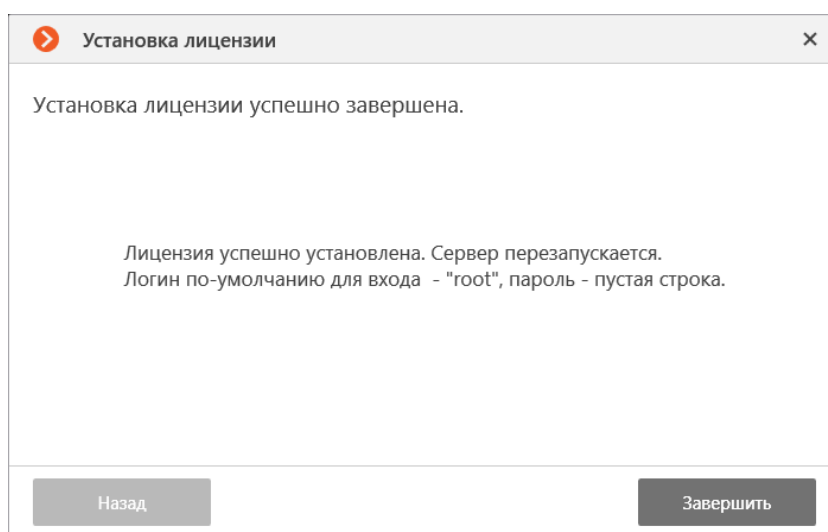 Установка лицензии
Установка лицензии успешно завершена.
Лицензия успешно установлена. Сервер перезапускается.
Логин по-умолчанию для входа - "root", пароль - пустая строка.
Назад
Завершить